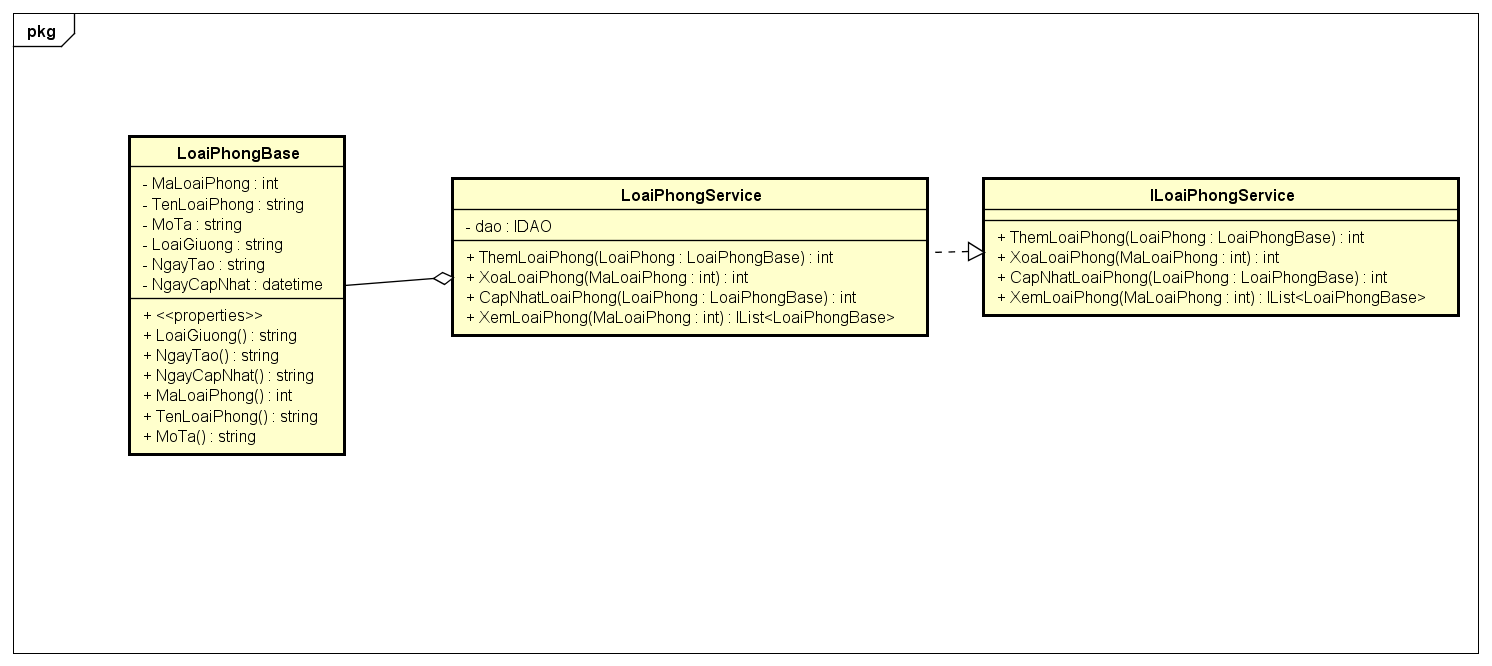 pkg
LoaiPhongBase
- MaLoaiPhong : int
- TenLoaiPhong : string
- MoTa : string
- LoaiGiuong : string
- NgayTao : string
- NgayCapNhat : datetime
+ <<properties>>
+ LoaiGiuong() : string
+ NgayTao() : string
+ NgayCapNhat() : string
+ MaLoaiPhong() : int
+ TenLoaiPhong() : string
+ MoTa() : string
LoaiPhongService
- dao : IDAO
+ ThemLoaiPhong(LoaiPhong : LoaiPhongBase) : int
+ XoaLoaiPhong(MaLoaiPhong : int) : int
+ CapNhatLoaiPhong(LoaiPhong : LoaiPhongBase) : int
+ XemLoaiPhong(MaLoaiPhong : int) : IList<LoaiPhongBase>
ILoaiPhongService
+ ThemLoaiPhong(LoaiPhong : LoaiPhongBase) : int
+ XoaLoaiPhong(MaLoaiPhong : int) : int
+ CapNhatLoaiPhong(LoaiPhong : LoaiPhongBase) : int
+ XemLoaiPhong(MaLoaiPhong : int) : IList<LoaiPhongBase>